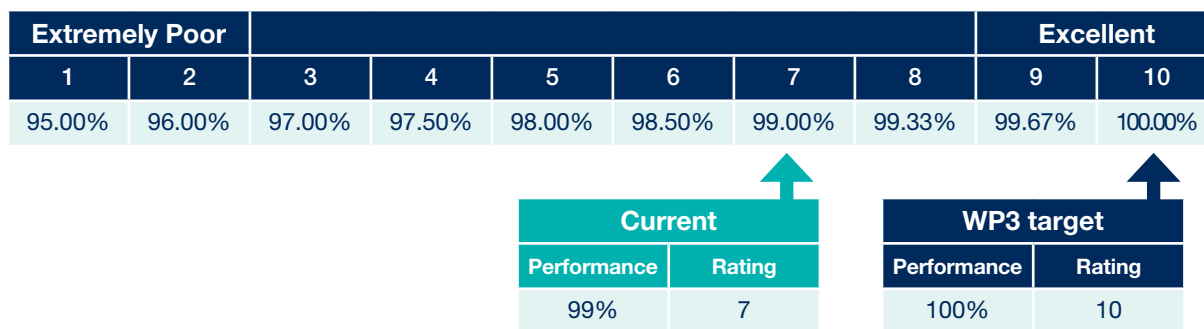 Extremely Poor Excellent
1 2 3 4 5 6 7 8 9 10
95.00% 96.00% 97.00% 97.50% 98.00% 98.50% 99.00% 99.33% 99.67% 100.00%
Current WP3 target
Performance Rating Performance Rating
99% 7 100% 10